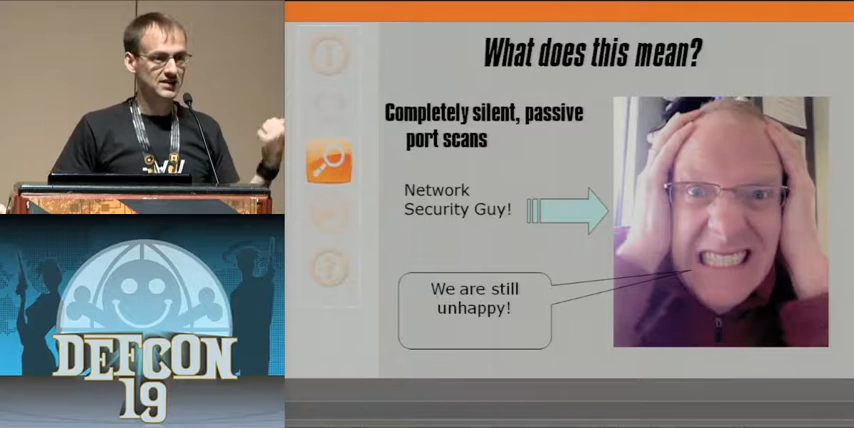 What does this mean?
Completely silent, passive
port scans
Network
Security Guy!
We are still
unhappy!
DEFCON
19